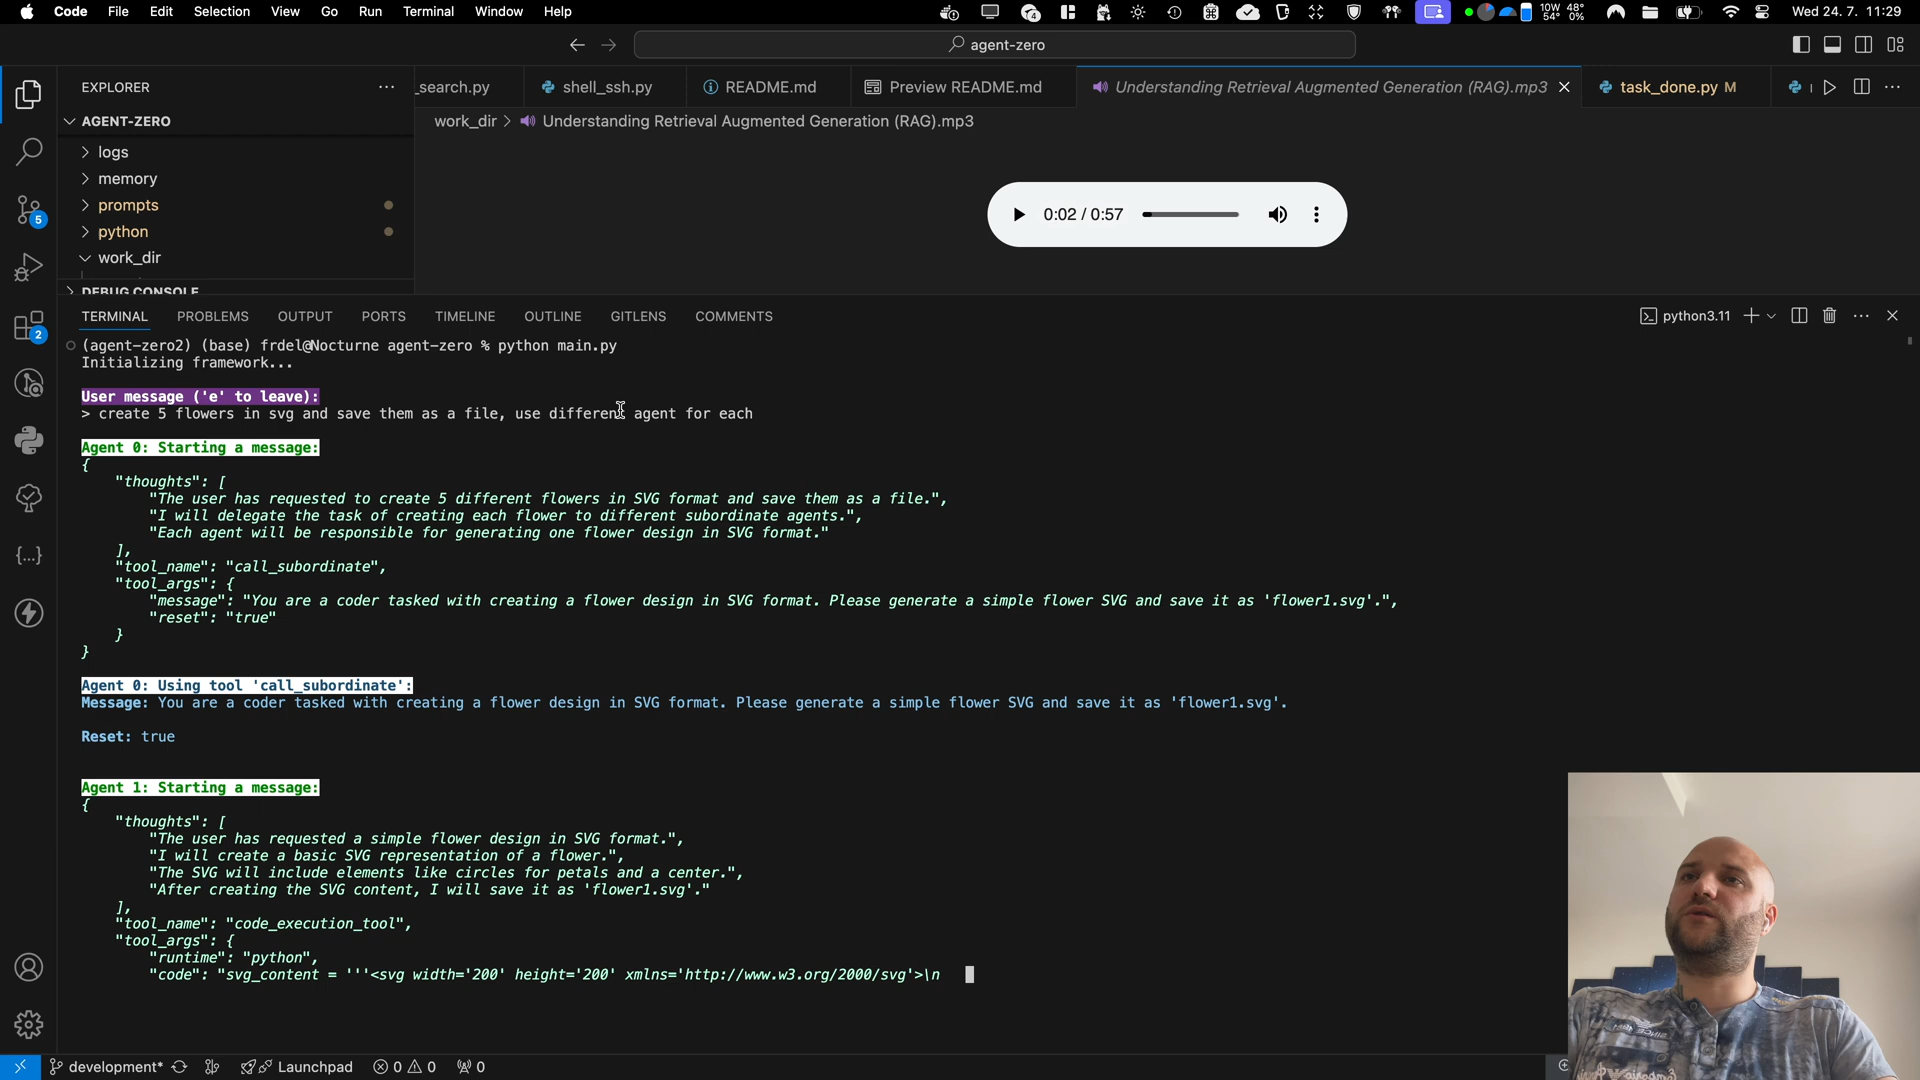 Code File Edit Selection View Go Run Terminal Window Help
4
10W 48°
54° 0%
Wed 24. 7. 11:29
agent-zero
EXPLORER
_search.py
shell_ssh.py
README.md
Preview README.md
Understanding Retrieval Augmented Generation (RAG).mp3
task_done.py M
AGENT-ZERO
work_dir > Understanding Retrieval Augmented Generation (RAG).mp3
logs
memory
prompts
python
work_dir
DEBUG CONSOLE
5
2
0:02 / 0:57
TERMINAL PROBLEMS OUTPUT PORTS TIMELINE OUTLINE GITLENS COMMENTS
python3.11
(agent-zero2) (base) frdel@Nocturne agent-zero % python main.py
Initializing framework...
User message ('e' to leave):
> create 5 flowers in svg and save them as a file, use different agent for each
Agent 0: Starting a message:
{
"thoughts": [
"The user has requested to create 5 different flowers in SVG format and save them as a file.",
"I will delegate the task of creating each flower to different subordinate agents.",
"Each agent will be responsible for generating one flower design in SVG format."
],
"tool_name": "call_subordinate",
"tool_args": {
"message": "You are a coder tasked with creating a flower design in SVG format. Please generate a simple flower SVG and save it as 'flower1.svg'.",
"reset": "true"
}
}
Agent 0: Using tool 'call_subordinate':
Message: You are a coder tasked with creating a flower design in SVG format. Please generate a simple flower SVG and save it as 'flower1.svg'.
Reset: true
Agent 1: Starting a message:
{
"thoughts": [
"The user has requested a simple flower design in SVG format.",
"I will create a basic SVG representation of a flower.",
"The SVG will include elements like circles for petals and a center.",
"After creating the SVG content, I will save it as 'flower1.svg'."
],
"tool_name": "code_execution_tool",
"tool_args": {
"runtime": "python",
"code": "svg_content = '''<svg width='200' height='200' xmlns='http://www.w3.org/2000/svg'>\n
development* Launchpad 0 0 0